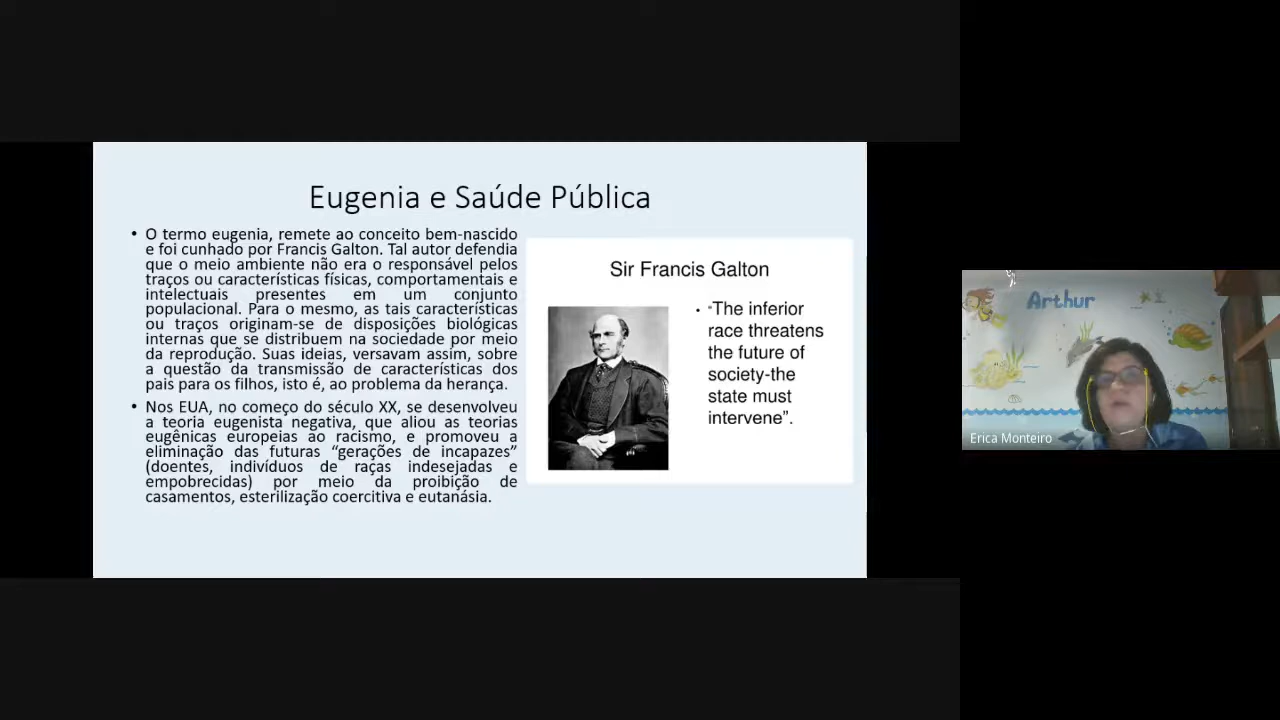 Eugenia e Saúde Pública
• O termo eugenia, remete ao conceito bem-nascido
e foi cunhado por Francis Galton. Tal autor defendia
que o meio ambiente não era o responsável pelos
traços ou características físicas, comportamentais e
intelectuais presentes em um conjunto
populacional. Para o mesmo, as tais características
ou traços originam-se de disposições biológicas
internas que se distribuem na sociedade por meio
da reprodução. Suas ideias, versavam assim, sobre
a questão da transmissão de características dos
pais para os filhos, isto é, ao problema da herança.
• Nos EUA, no começo do século XX, se desenvolveu
a teoria eugenista negativa, que aliou as teorias
eugênicas europeias ao racismo, e promoveu a
eliminação das futuras “gerações de incapazes”
(doentes, indivíduos de raças indesejadas e
empobrecidas) por meio da proibição de
casamentos, esterilização coercitiva e eutanásia.
Sir Francis Galton
• “The inferior
race threatens
the future of
society-the
state must
intervene”.
Arthur
Erica Monteiro